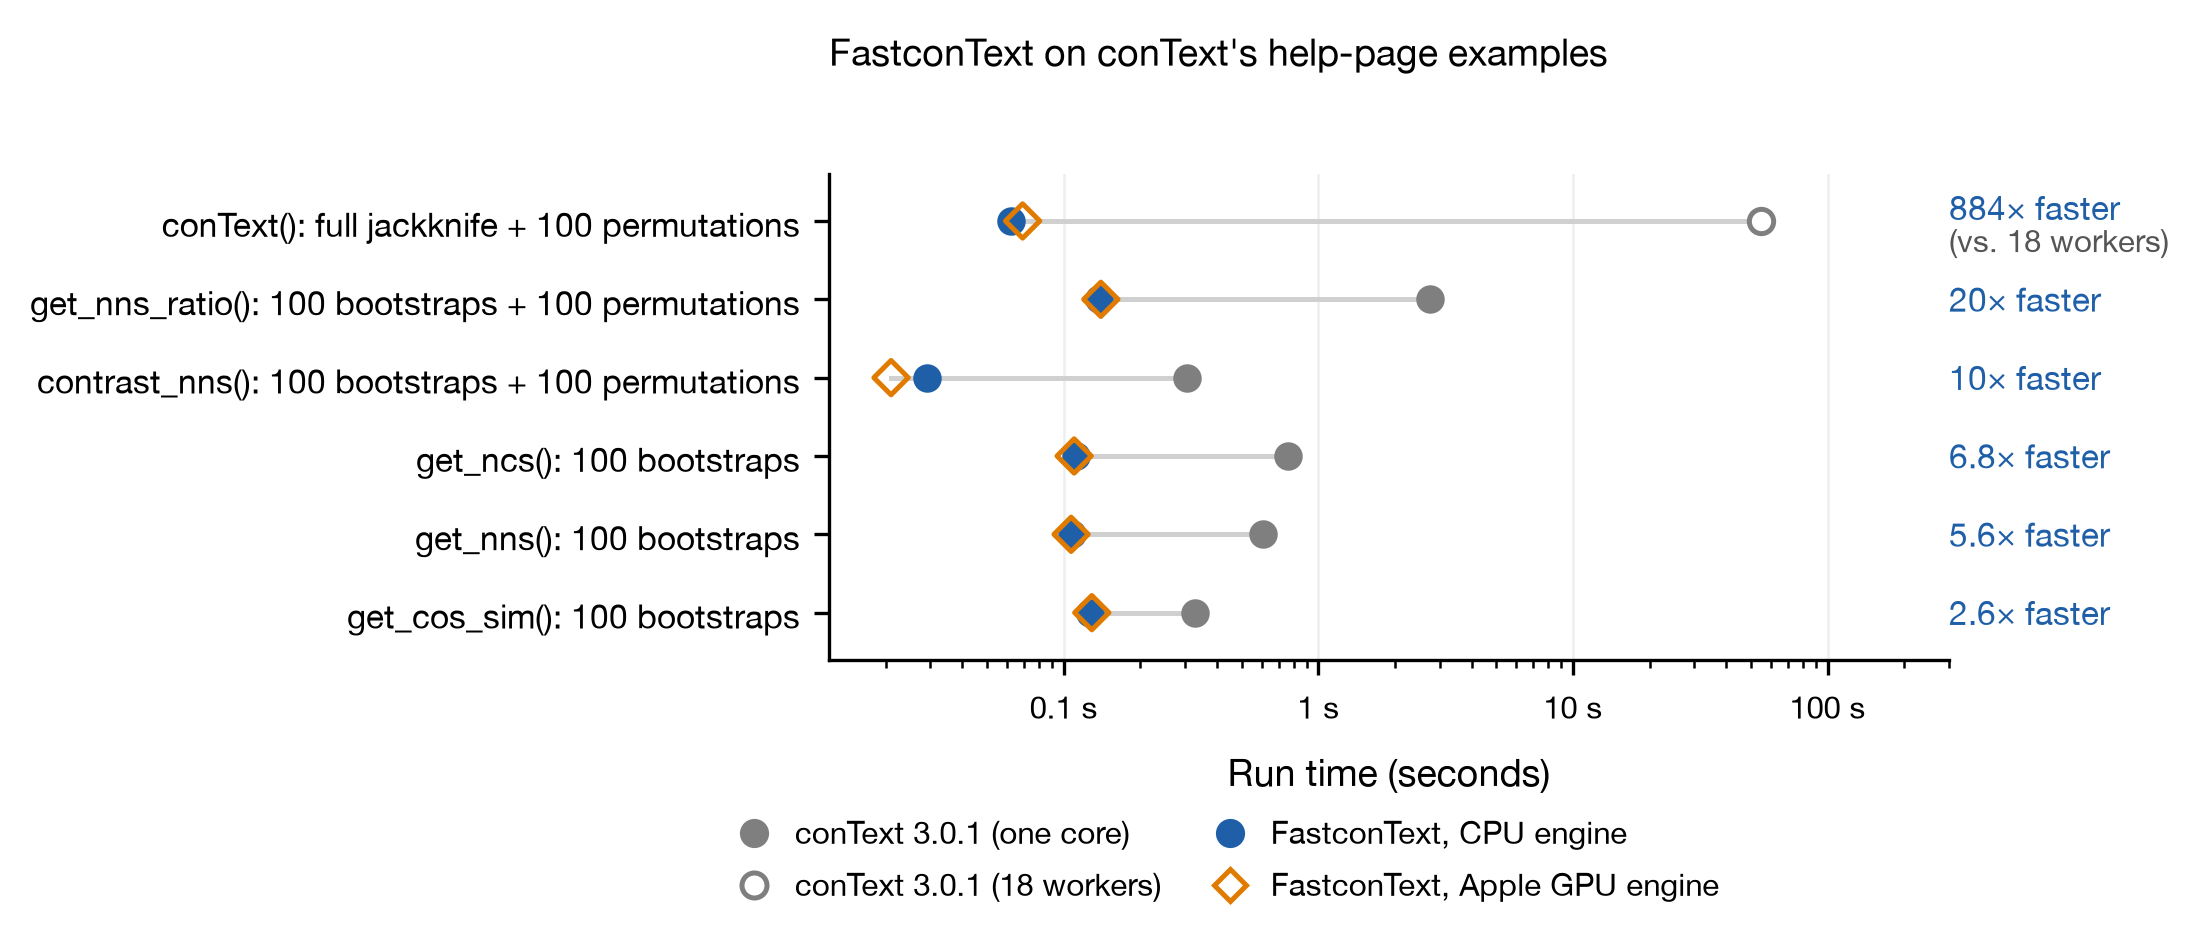 FastconText on conText's help-page examples
conText(): full jackknife + 100 permutations
884× faster
(vs. 18 workers)
get_nns_ratio(): 100 bootstraps + 100 permutations
20× faster
contrast_nns(): 100 bootstraps + 100 permutations
10× faster
get_ncs(): 100 bootstraps
6.8× faster
get_nns(): 100 bootstraps
5.6× faster
get_cos_sim(): 100 bootstraps
2.6× faster
0.1 s 1 s 10 s 100 s
Run time (seconds)
conText 3.0.1 (one core)
FastconText, CPU engine
conText 3.0.1 (18 workers)
FastconText, Apple GPU engine